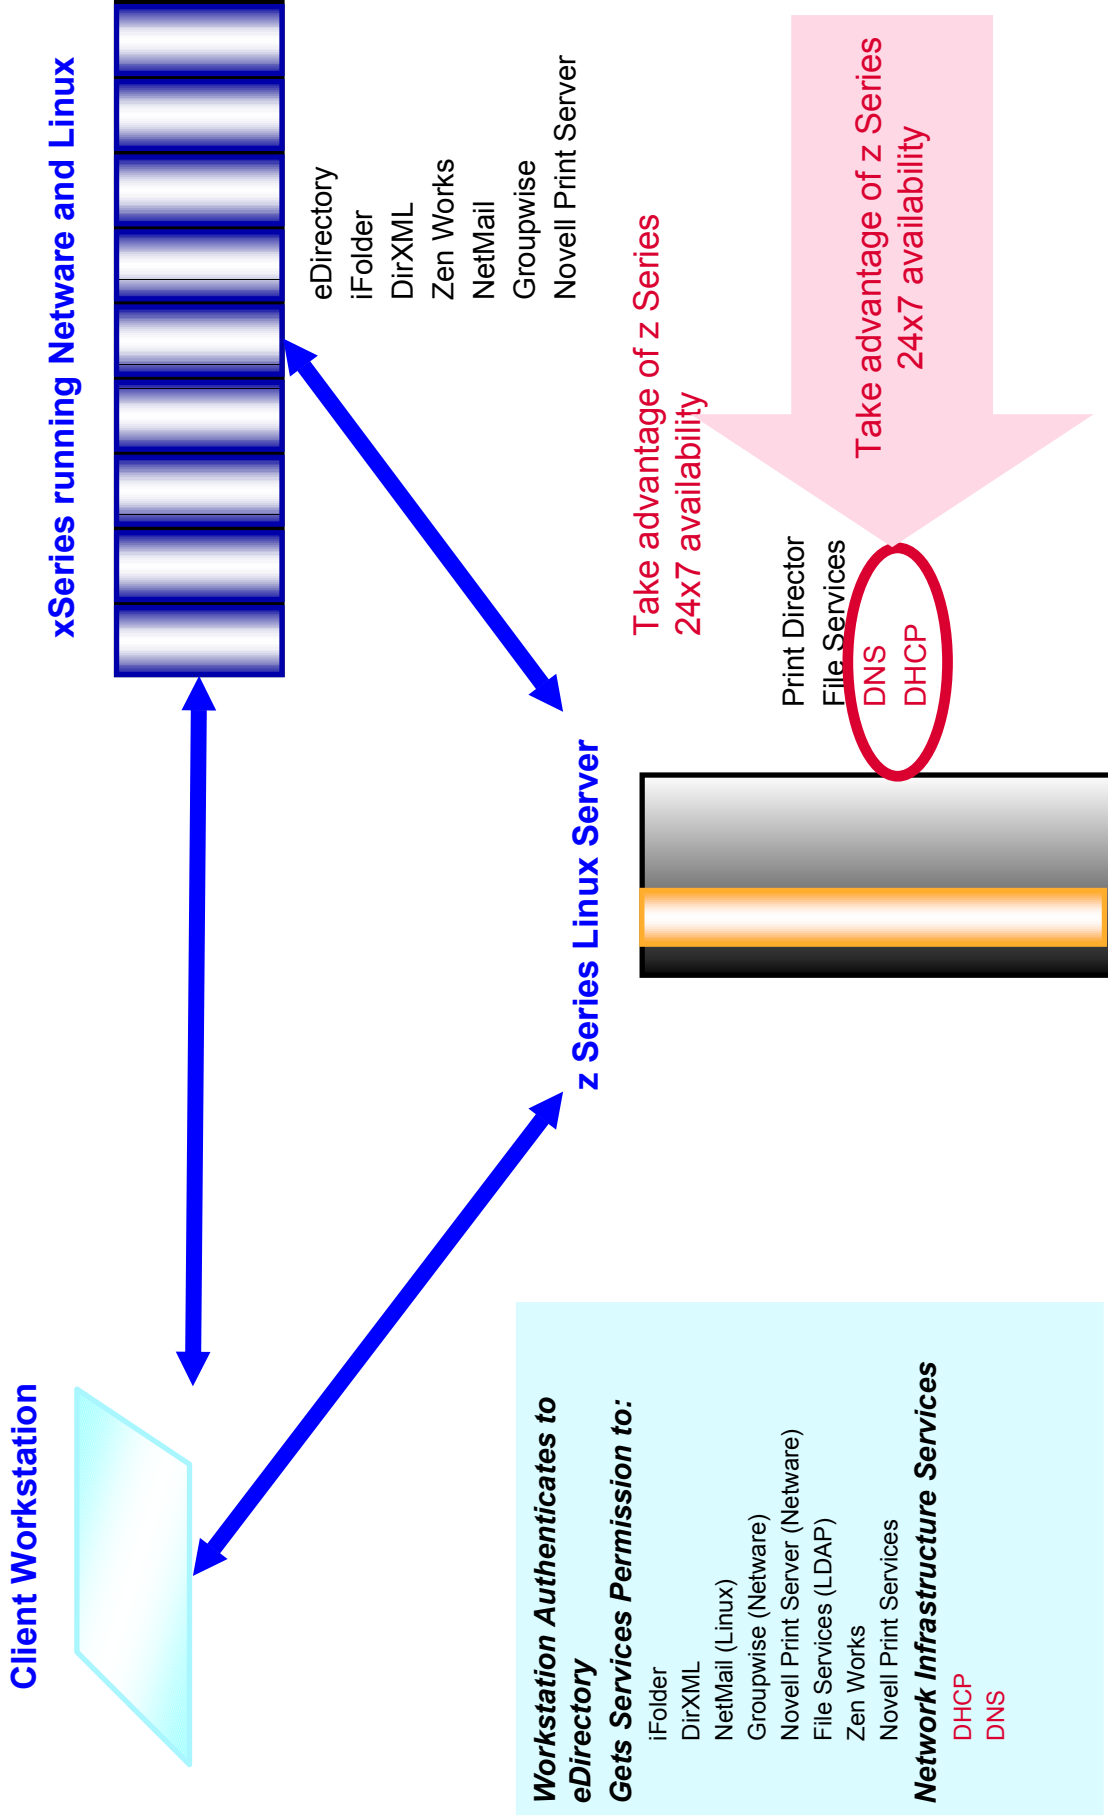 Client Workstation
xSeries running Netware and Linux
eDirectory
iFolder
DirXML
Zen Works
NetMail
Groupwise
Novell Print Server
z Series Linux Server
Take advantage of z Series
24x7 availability
Workstation Authenticates to
eDirectory
Gets Services Permission to:
iFolder
DirXML
NetMail (Linux)
Groupwise (Netware)
Novell Print Server (Netware)
File Services (LDAP)
Zen Works
Novell Print Services
Network Infrastructure Services
DHCP
DNS
Print Director
File Services
DNS
DHCP
Take advantage of z Series
24x7 availability